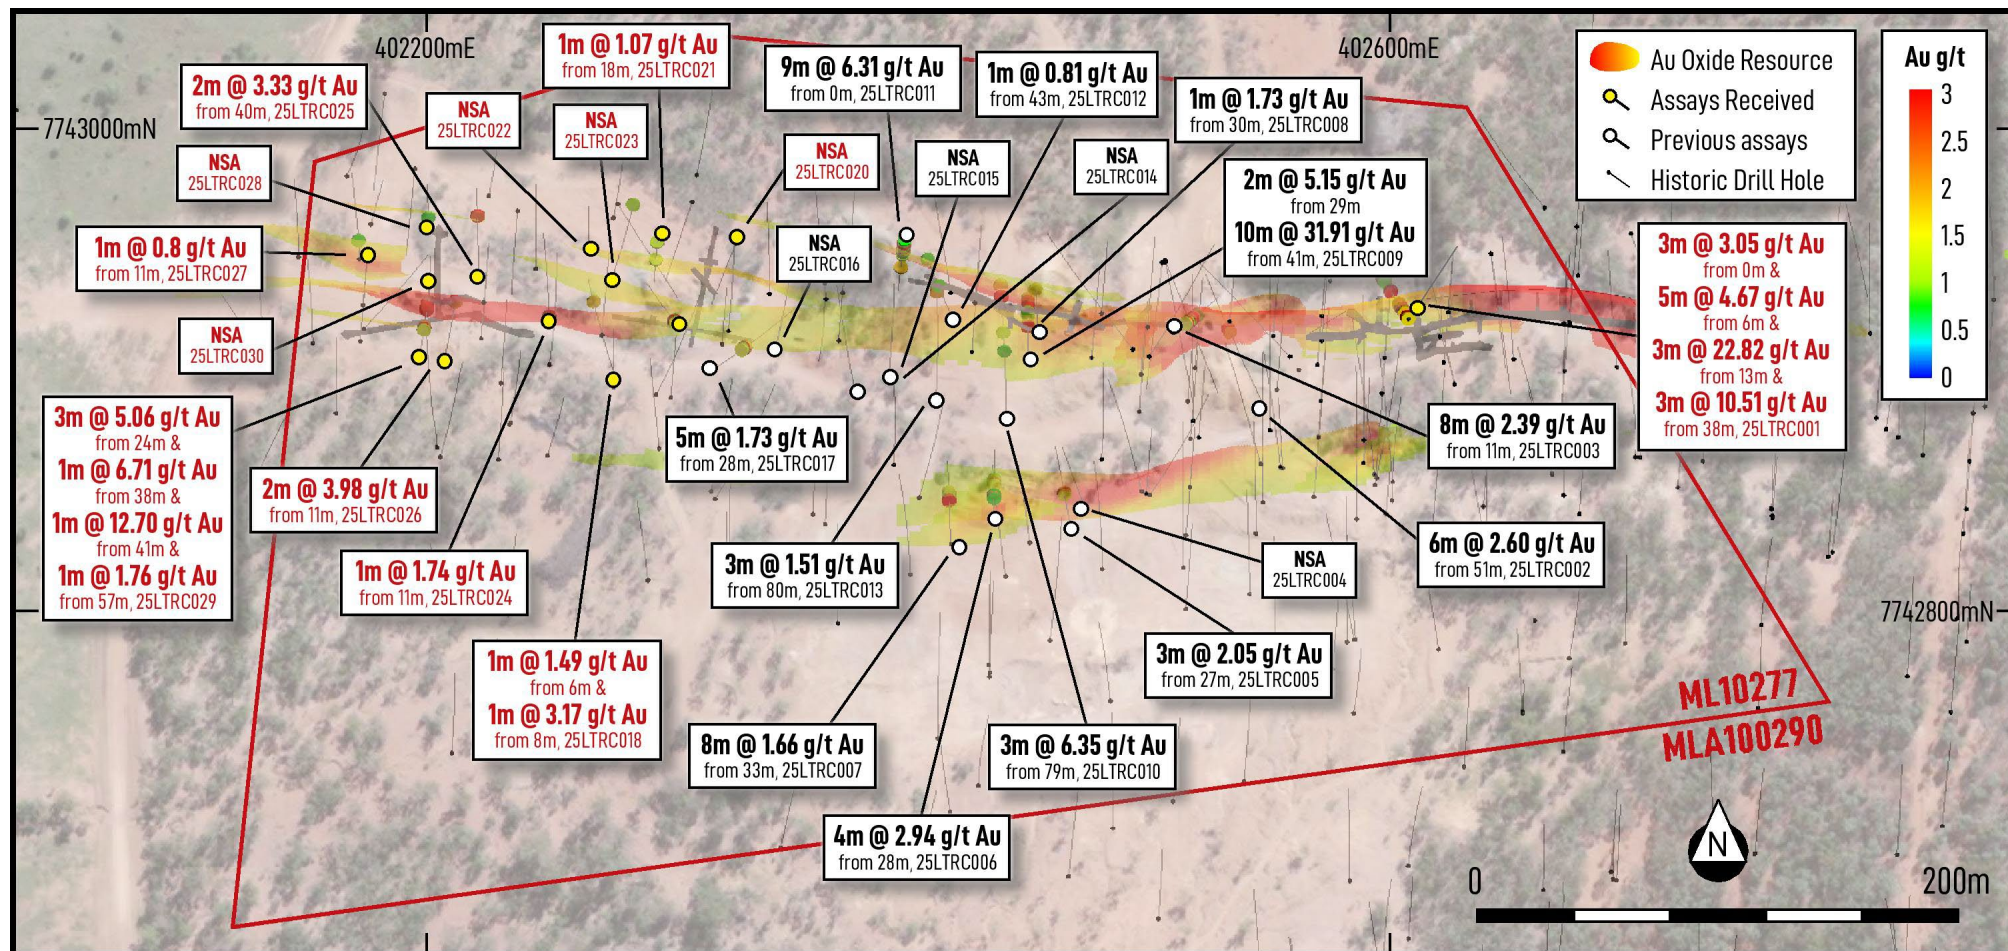 402200mE
402600mE
7743000mN
7742800mN
1m @ 1.07 g/t Au
from 18m, 25LTRC021
2m @ 3.33 g/t Au
from 40m, 25LTRC025
NSA
25LTRC022
NSA
25LTRC023
9m @ 6.31 g/t Au
from 0m, 25LTRC011
1m @ 0.81 g/t Au
from 43m, 25LTRC012
1m @ 1.73 g/t Au
from 30m, 25LTRC008
NSA
25LTRC028
NSA
25LTRC020
NSA
25LTRC015
NSA
25LTRC014
2m @ 5.15 g/t Au
from 29m
10m @ 31.91 g/t Au
from 41m, 25LTRC009
1m @ 0.8 g/t Au
from 11m, 25LTRC027
NSA
25LTRC016
NSA
25LTRC030
3m @ 3.05 g/t Au
from 0m &
5m @ 4.67 g/t Au
from 6m &
3m @ 22.82 g/t Au
from 13m &
3m @ 10.51 g/t Au
from 38m, 25LTRC001
3m @ 5.06 g/t Au
from 24m &
1m @ 6.71 g/t Au
from 38m &
1m @ 12.70 g/t Au
from 41m &
1m @ 1.76 g/t Au
from 57m, 25LTRC029
2m @ 3.98 g/t Au
from 11m, 25LTRC026
5m @ 1.73 g/t Au
from 28m, 25LTRC017
8m @ 2.39 g/t Au
from 11m, 25LTRC003
1m @ 1.74 g/t Au
from 11m, 25LTRC024
3m @ 1.51 g/t Au
from 80m, 25LTRC013
NSA
25LTRC004
6m @ 2.60 g/t Au
from 51m, 25LTRC002
1m @ 1.49 g/t Au
from 6m &
1m @ 3.17 g/t Au
from 8m, 25LTRC018
3m @ 2.05 g/t Au
from 27m, 25LTRC005
8m @ 1.66 g/t Au
from 33m, 25LTRC007
3m @ 6.35 g/t Au
from 79m, 25LTRC010
4m @ 2.94 g/t Au
from 28m, 25LTRC006
ML10277
MLA100290
Au Oxide Resource
Assays Received
Previous assays
Historic Drill Hole
Au g/t
3
2.5
2
1.5
1
0.5
0
N
0
200m